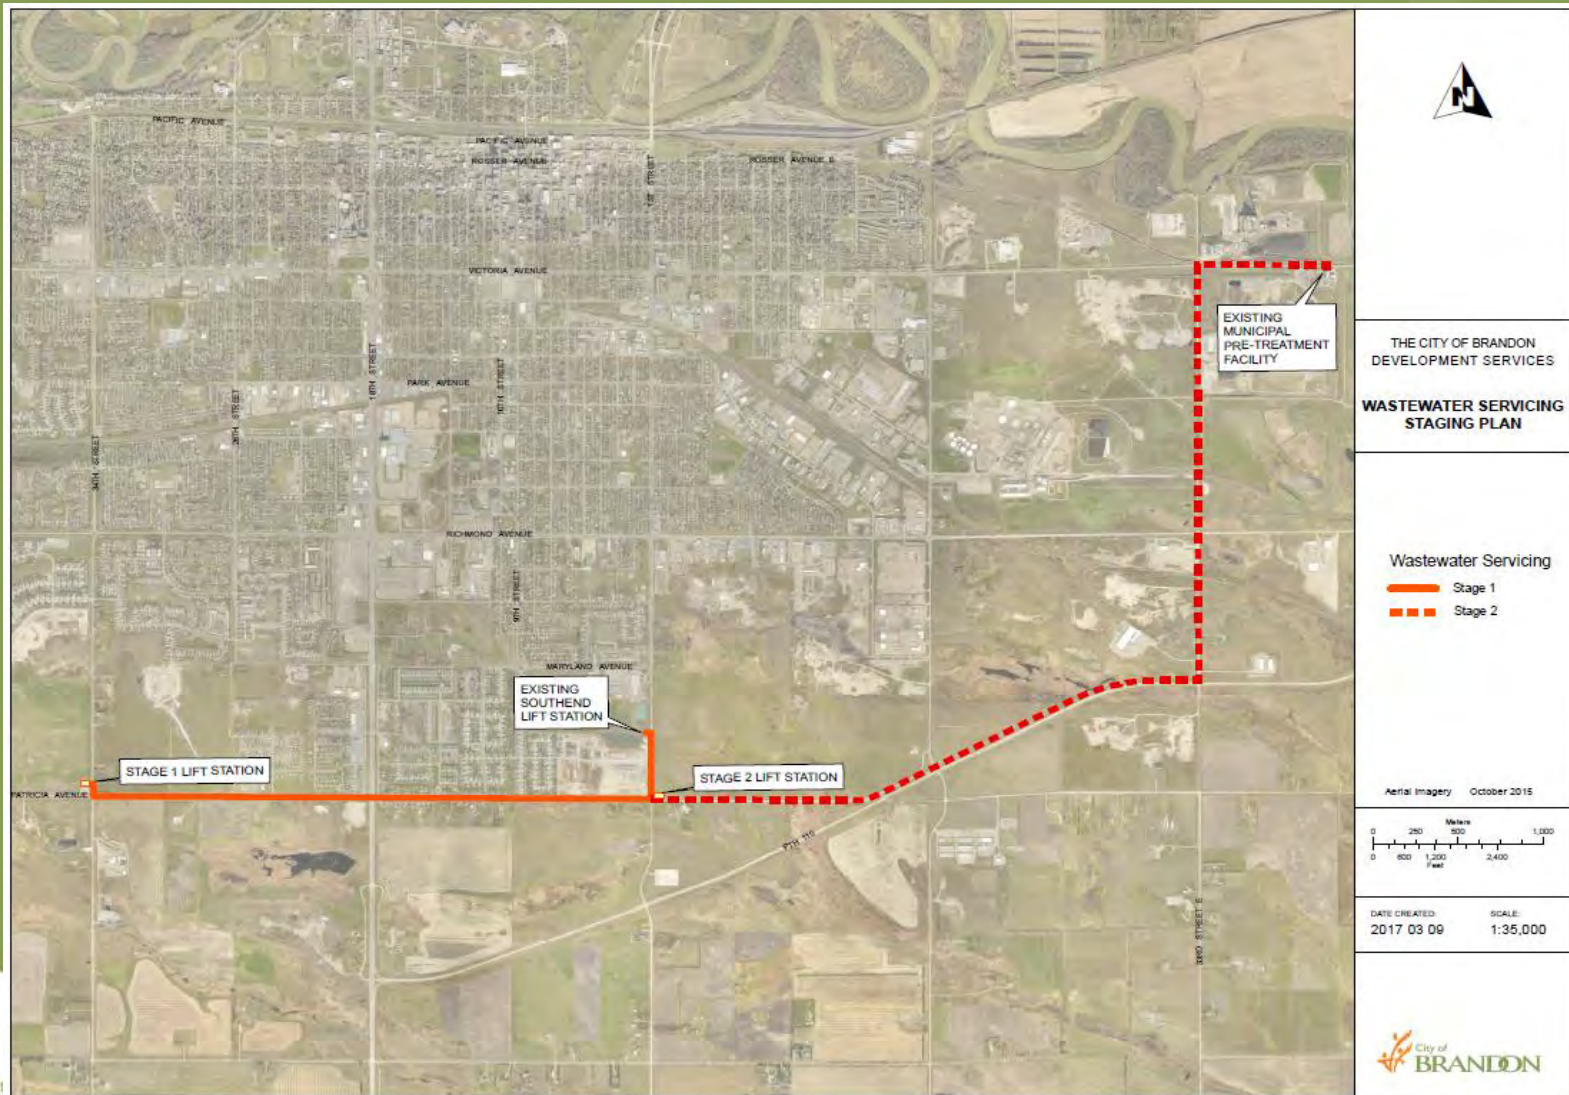 PACIFIC AVENUE
PACIFIC AVENUE
ROSSER AVENUE
ROSSER AVENUE E
1ST STREET
VICTORIA AVENUE
18TH STREET
PARK AVENUE
10TH STREET
26TH STREET
34TH STREET
RICHMOND AVENUE
9TH STREET
MARYLAND AVENUE
EXISTING
SOUTHEND
LIFT STATION
STAGE 1 LIFT STATION
STAGE 2 LIFT STATION
PATRICIA AVENUE
PTH 110
33RD STREET E
EXISTING
MUNICIPAL
PRE-TREATMENT
FACILITY
N
THE CITY OF BRANDON
DEVELOPMENT SERVICES
WASTEWATER SERVICING
STAGING PLAN
Wastewater Servicing
Stage 1
Stage 2
Aerial Imagery October 2015
Meters
0 250 500 1,000
0 600 1,200 2,400
Feet
DATE CREATED: SCALE:
2017 03 09 1:35,000
City of
BRANDON